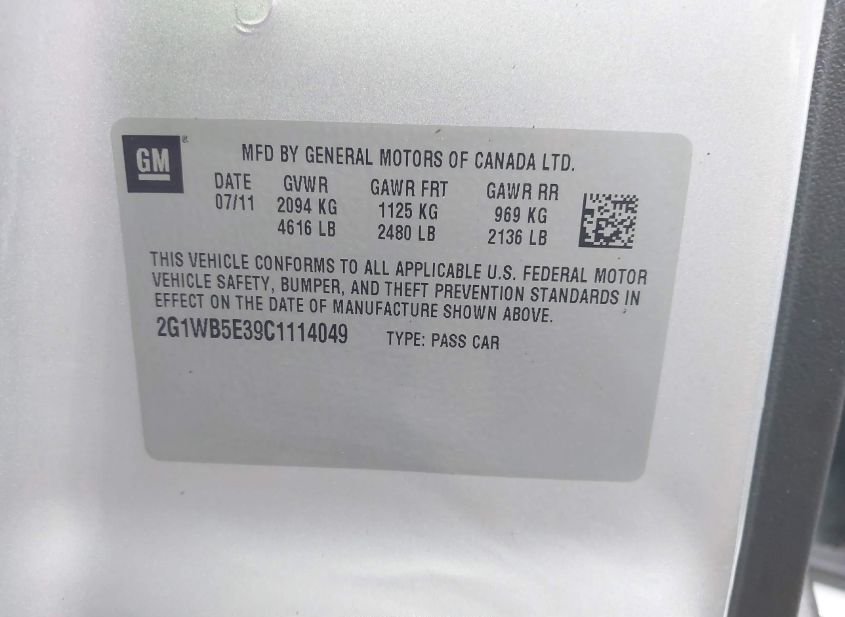 GM
MFD BY GENERAL MOTORS OF CANADA LTD.
DATE GVWR GAWR FRT GAWR RR
07/11 2094 KG 1125 KG 969 KG
4616 LB 2480 LB 2136 LB
THIS VEHICLE CONFORMS TO ALL APPLICABLE U.S. FEDERAL MOTOR
VEHICLE SAFETY, BUMPER, AND THEFT PREVENTION STANDARDS IN
EFFECT ON THE DATE OF MANUFACTURE SHOWN ABOVE.
2G1WB5E39C1114049 TYPE: PASS CAR